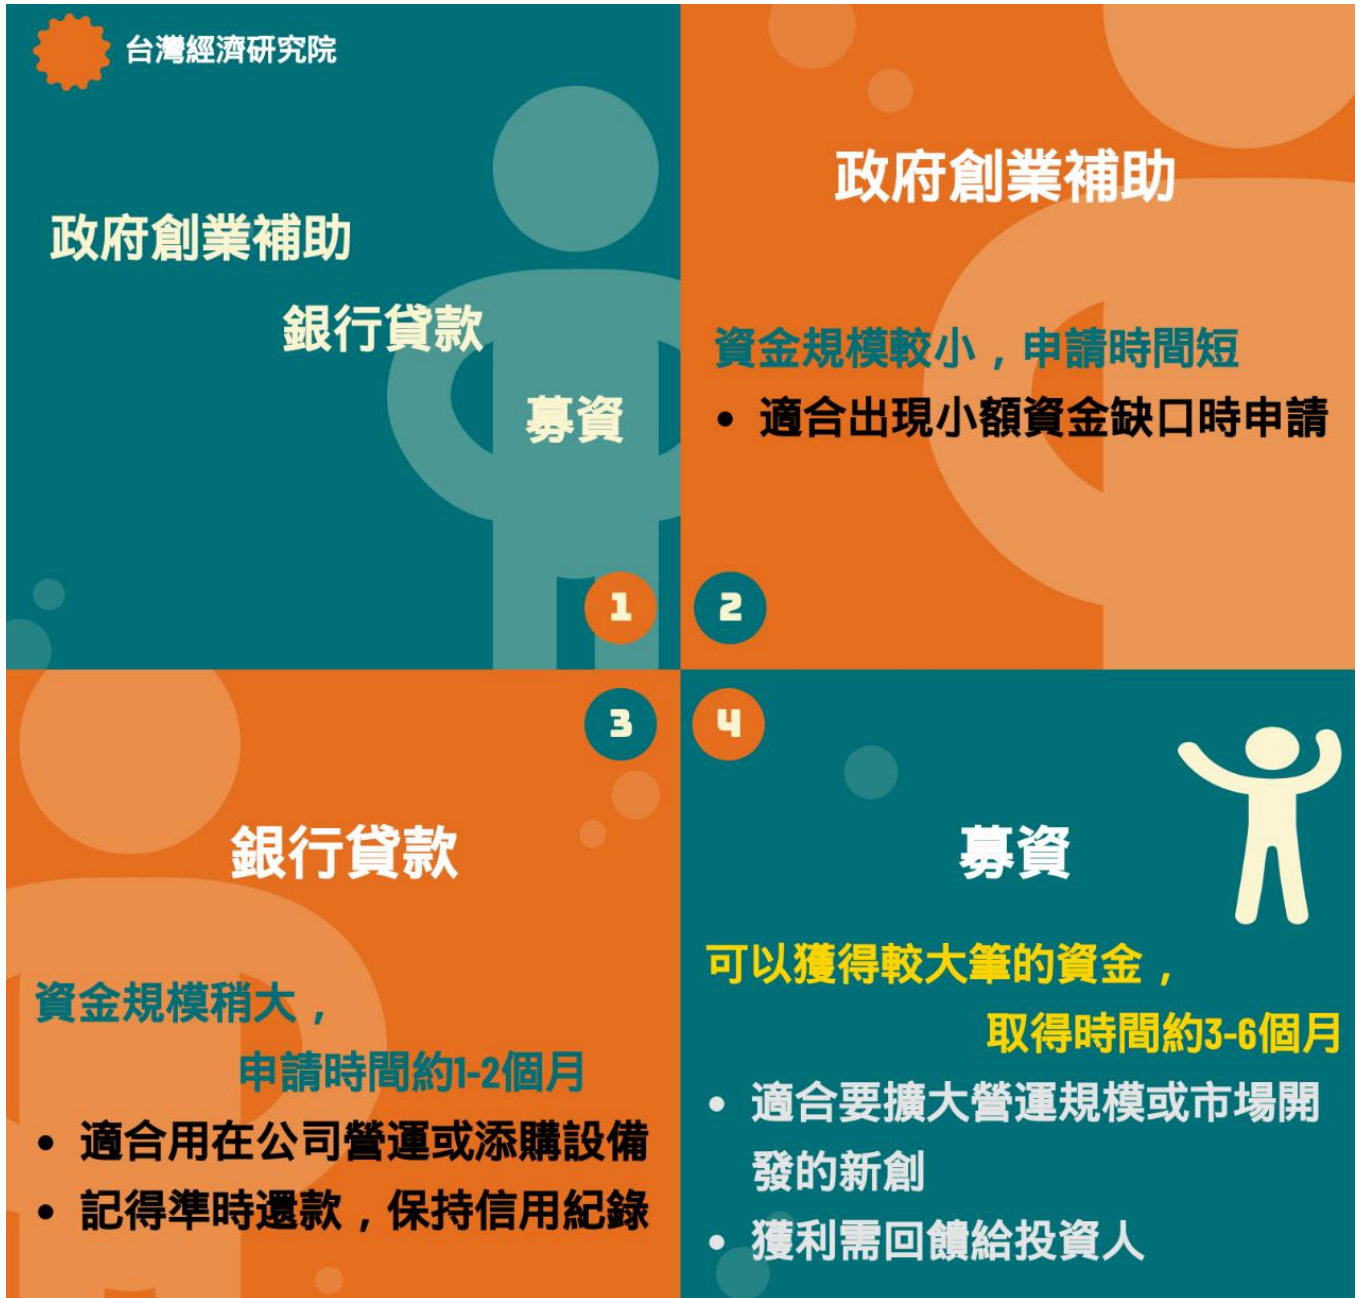 台灣經濟研究院
政府創業補助
銀行貸款
募資
1
政府創業補助
資金規模較小，申請時間短
• 適合出現小額資金缺口時申請
2
3
銀行貸款
資金規模稍大，
申請時間約1-2個月
• 適合用在公司營運或添購設備
• 記得準時還款，保持信用紀錄
4
募資
可以獲得較大筆的資金，
取得時間約3-6個月
• 適合要擴大營運規模或市場開
發的新創
• 獲利需回饋給投資人